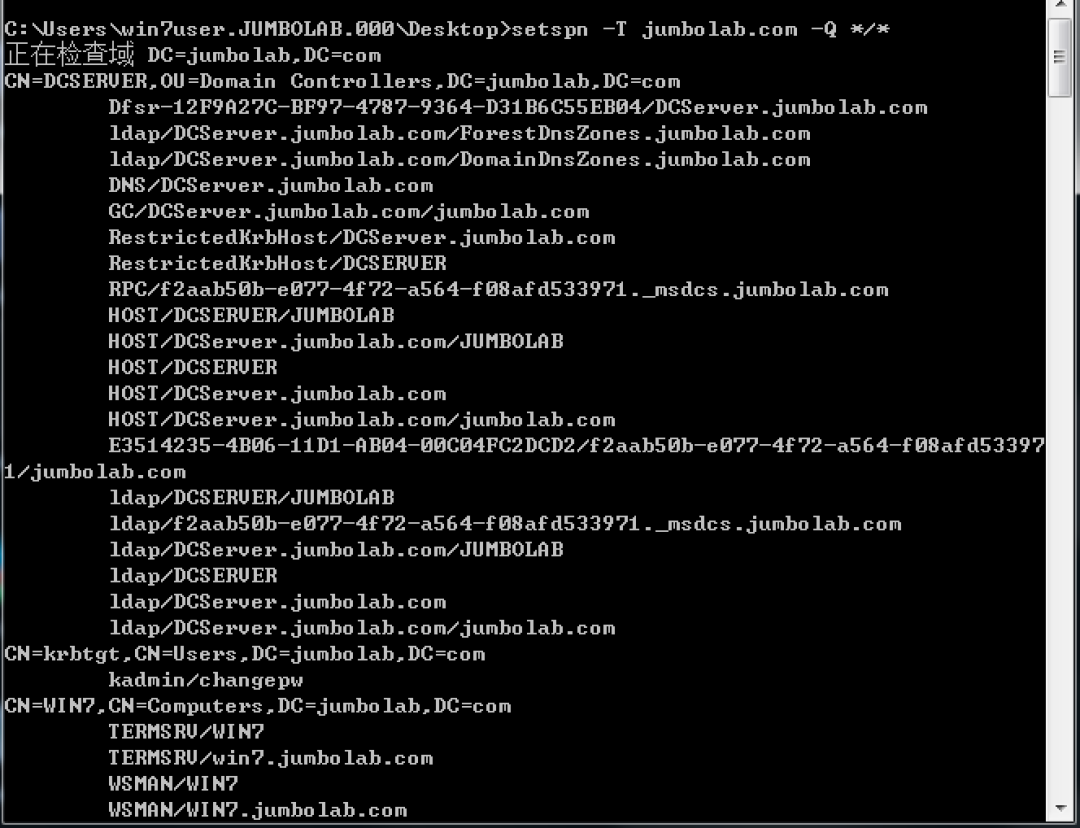 C:\Users\win7user.JUMBOLAB.000\Desktop>setspn -T jumbolab.com -Q */*
正在检查域 DC=jumbolab,DC=com
CN=DCSERVER,OU=Domain Controllers,DC=jumbolab,DC=com
Dfsr-12F9A27C-BF97-4787-9364-D31B6C55EB04/DCServer.jumbolab.com
ldap/DCServer.jumbolab.com/ForestDnsZones.jumbolab.com
ldap/DCServer.jumbolab.com/DomainDnsZones.jumbolab.com
DNS/DCServer.jumbolab.com
GC/DCServer.jumbolab.com/jumbolab.com
RestrictedKrbHost/DCServer.jumbolab.com
RestrictedKrbHost/DCSERVER
RPC/f2aab50b-e077-4f72-a564-f08afd533971._msdcs.jumbolab.com
HOST/DCSERVER/JUMBOLAB
HOST/DCServer.jumbolab.com/JUMBOLAB
HOST/DCSERVER
HOST/DCServer.jumbolab.com
HOST/DCServer.jumbolab.com/jumbolab.com
E3514235-4B06-11D1-AB04-00C04FC2DCD2/f2aab50b-e077-4f72-a564-f08afd53397
1/jumbolab.com
ldap/DCSERVER/JUMBOLAB
ldap/f2aab50b-e077-4f72-a564-f08afd533971._msdcs.jumbolab.com
ldap/DCServer.jumbolab.com/JUMBOLAB
ldap/DCSERVER
ldap/DCServer.jumbolab.com
ldap/DCServer.jumbolab.com/jumbolab.com
CN=krbtgt,CN=Users,DC=jumbolab,DC=com
kadmin/changepw
CN=WIN7,CN=Computers,DC=jumbolab,DC=com
TERMSRV/WIN7
TERMSRV/win7.jumbolab.com
WSMAN/WIN7
WSMAN/WIN7.jumbolab.com